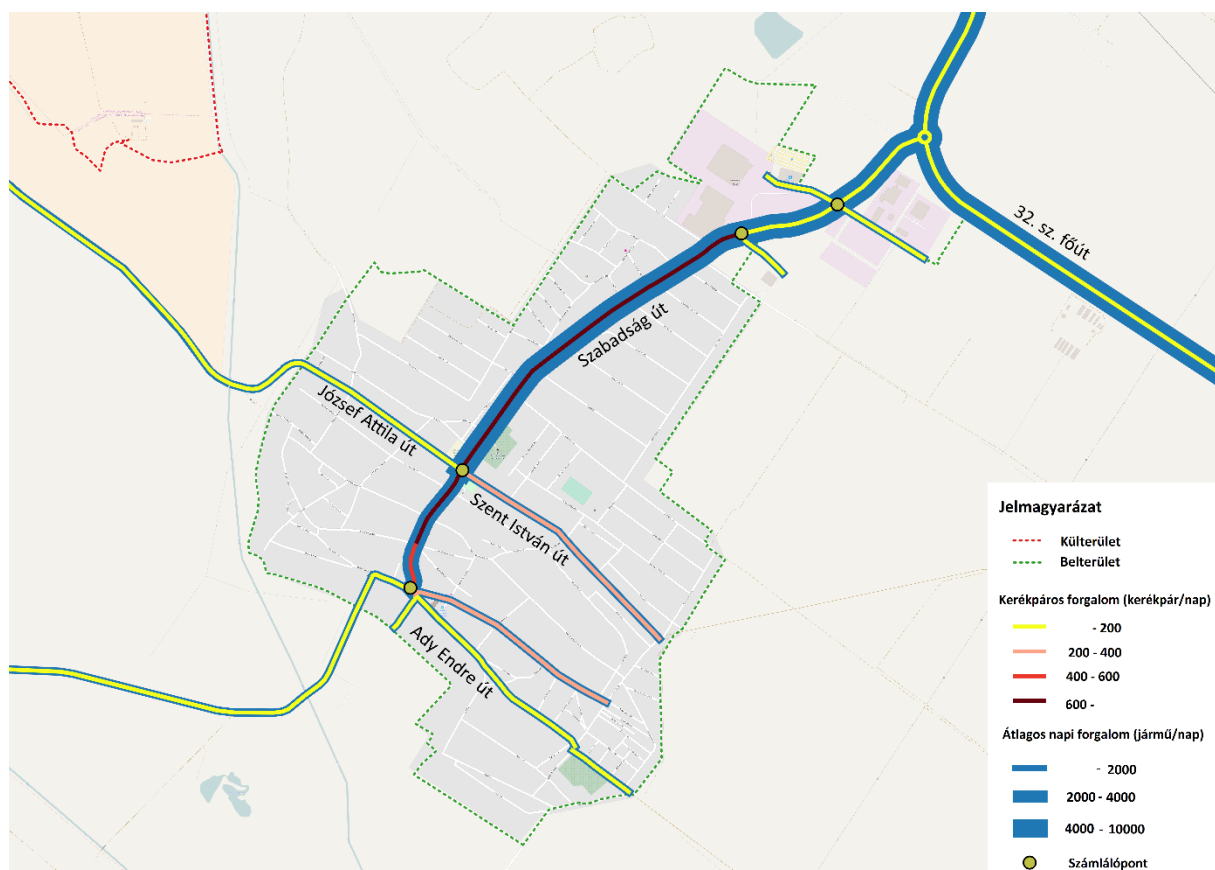 32. sz. főút
Szabadság út
József Attila út
Szent István út
Ady Endre út
Jelmagyarázat
Külterület
Belterület
Kerékpáros forgalom (kerékpár/nap)
- 200
200 - 400
400 - 600
600 -
Átlagos napi forgalom (jármű/nap)
- 2000
2000 - 4000
4000 - 10000
Számlálópont